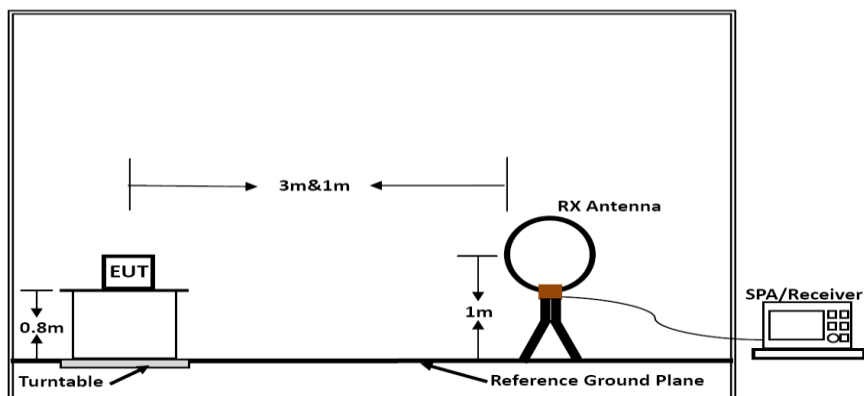 3m&1m
RX Antenna
EUT
SPA/Receiver
0.8m
1m
Turntable
Reference Ground Plane